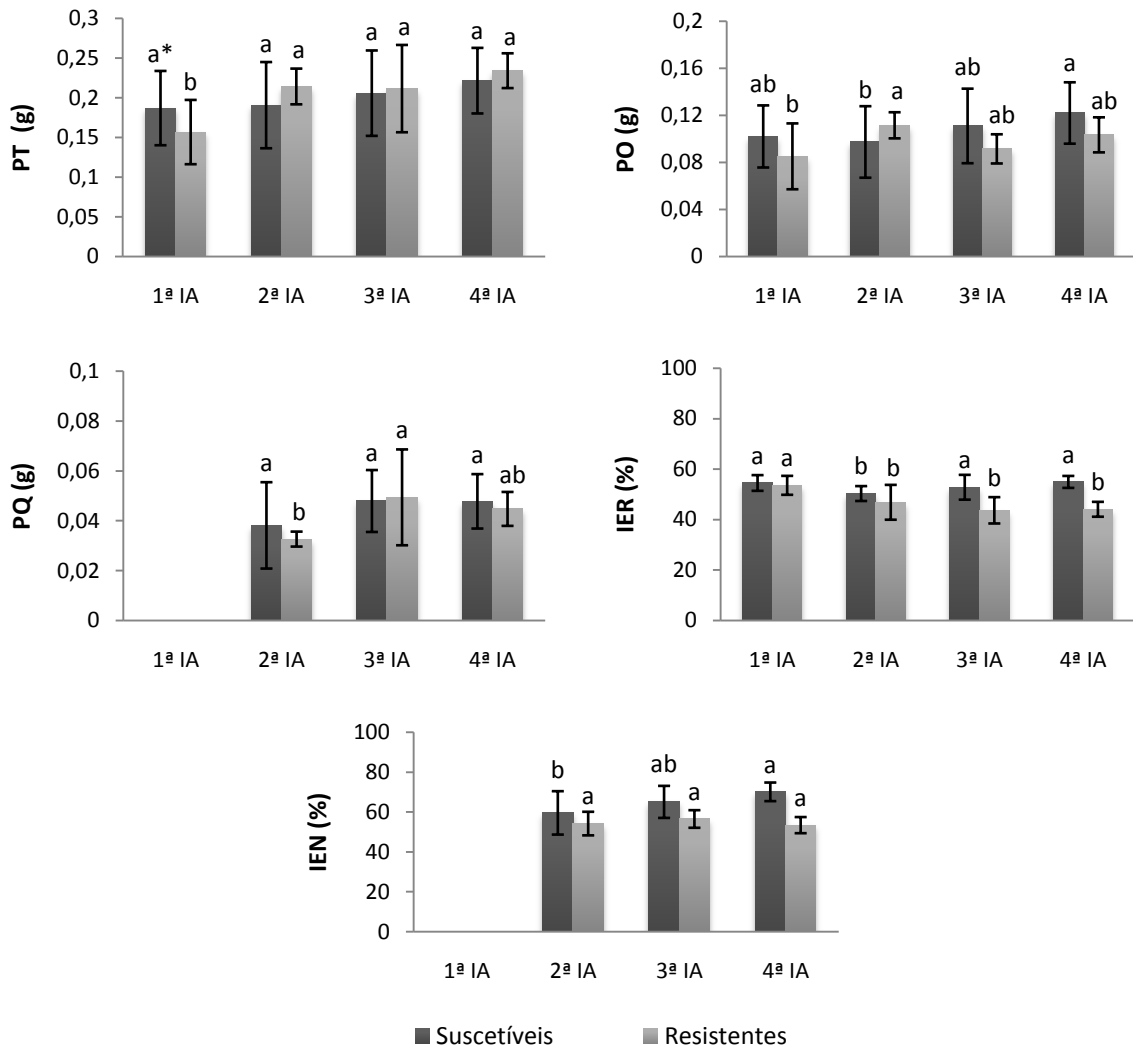 PT (g)
0,3
0,25
0,2
0,15
0,1
0,05
0
a* b a a a a a a
1ª IA 2ª IA 3ª IA 4ª IA
PO (g)
0,2
0,16
0,12
0,08
0,04
0
ab b b a ab ab a ab
1ª IA 2ª IA 3ª IA 4ª IA
PQ (g)
0,1
0,08
0,06
0,04
0,02
0
a b a a a ab
1ª IA 2ª IA 3ª IA 4ª IA
IER (%)
100
80
60
40
20
0
a a b b a b a b
1ª IA 2ª IA 3ª IA 4ª IA
IEN (%)
100
80
60
40
20
0
b a ab a a a
1ª IA 2ª IA 3ª IA 4ª IA
Suscetíveis Resistentes